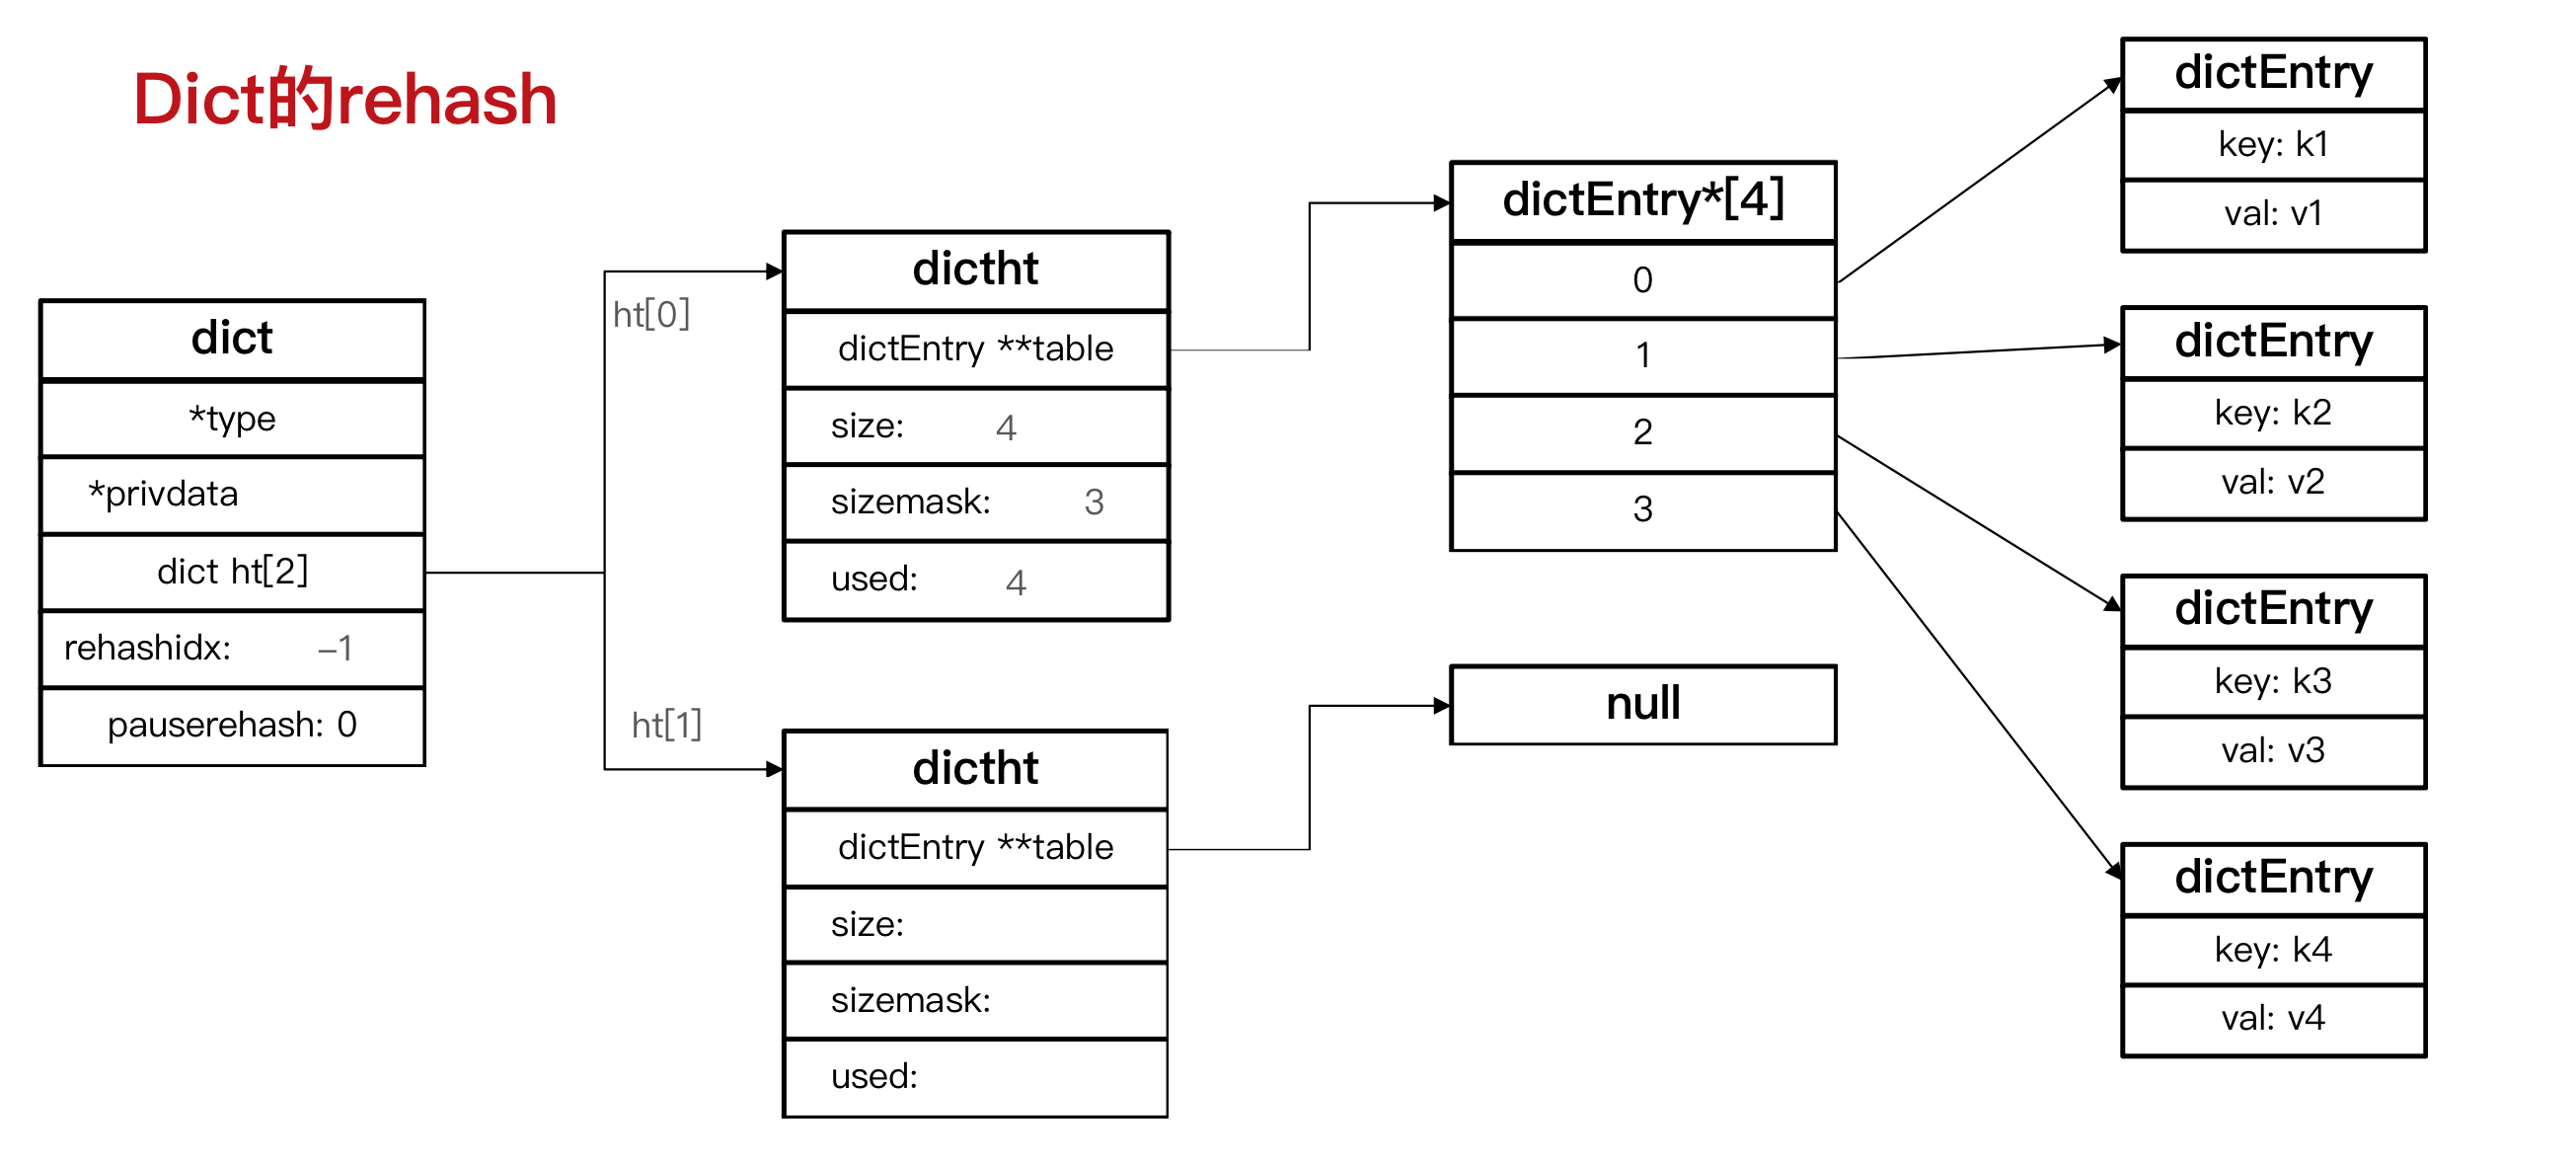 Dict的rehash
dict
*type
*privdata
dict ht[2]
rehashidx: –1
pauserehash: 0
ht[0]
ht[1]
dictht
dictEntry **table
size: 4
sizemask: 3
used: 4
dictht
dictEntry **table
size:
sizemask:
used:
dictEntry*[4]
0
1
2
3
null
dictEntry
key: k1
val: v1
dictEntry
key: k2
val: v2
dictEntry
key: k3
val: v3
dictEntry
key: k4
val: v4